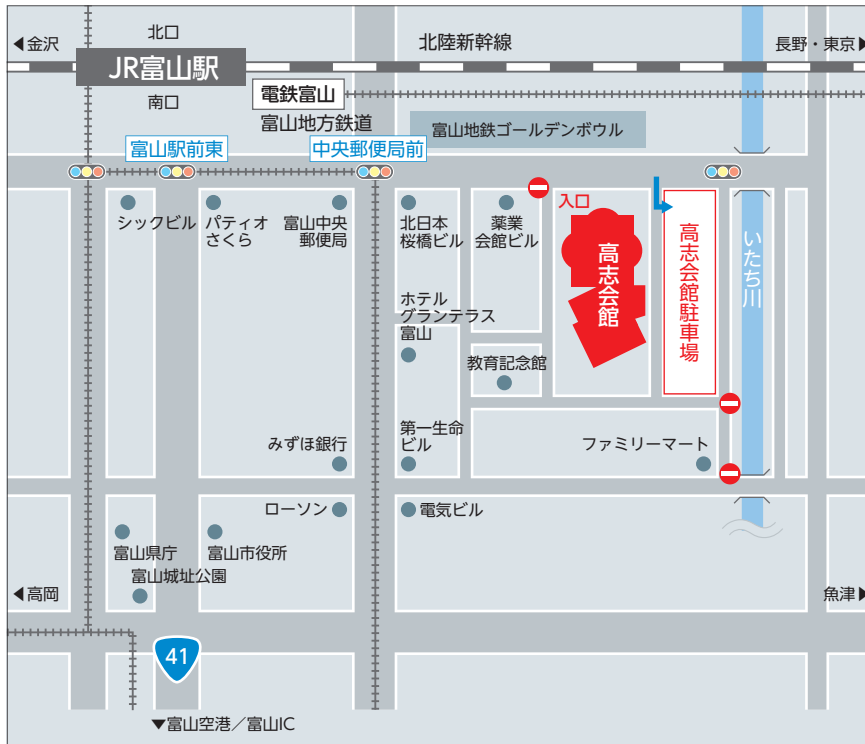 北口
◀金沢
北陸新幹線
長野・東京▶
JR富山駅
南口
電鉄富山
富山地方鉄道
富山地鉄ゴールデンボウル
富山駅前東
中央郵便局前
入口
シックビル
パティオ
さくら
富山中央
郵便局
北日本
桜橋ビル
薬業
会館ビル
高志会館
高志会館駐車場
いたち川
ホテル
グランテラス
富山
教育記念館
みずほ銀行
第一生命
ビル
ファミリーマート
ローソン
電気ビル
富山県庁
富山市役所
富山城址公園
◀高岡
魚津▶
41
▼富山空港／富山IC